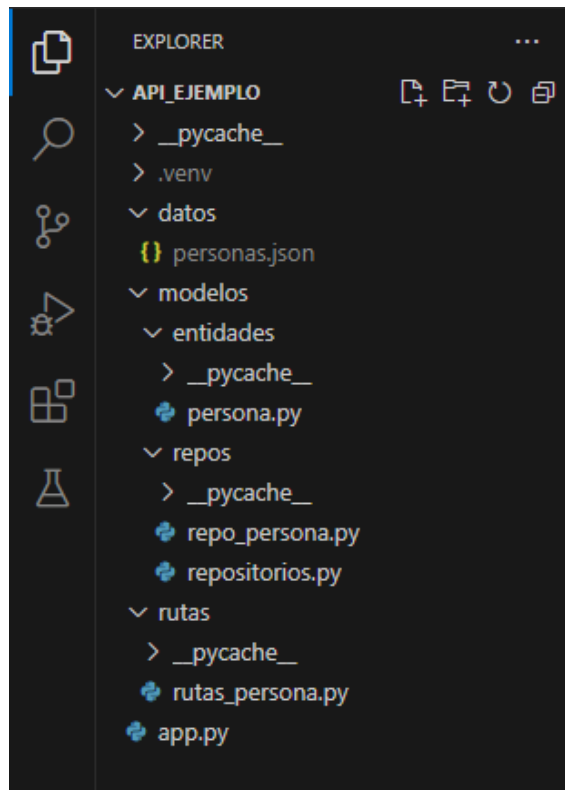 EXPLORER
API_EJEMPLO
__pycache__
.venv
datos
{} personas.json
modelos
entidades
__pycache__
persona.py
repos
__pycache__
repo_persona.py
repositorios.py
rutas
__pycache__
rutas_persona.py
app.py